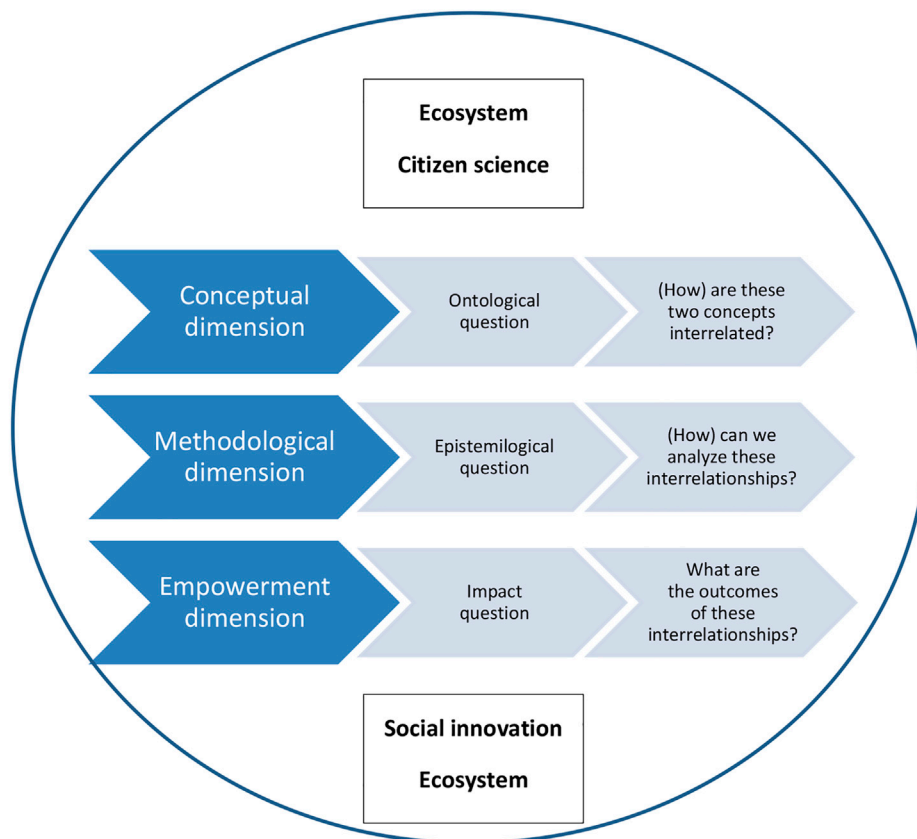 Ecosystem
Citizen science
Conceptual
dimension
Ontological
question
(How) are these
two concepts
interrelated?
Methodological
dimension
Epistemilogical
question
(How) can we
analyze these
interrelationships?
Empowerment
dimension
Impact
question
What are
the outcomes
of these
interrelationships?
Social innovation
Ecosystem